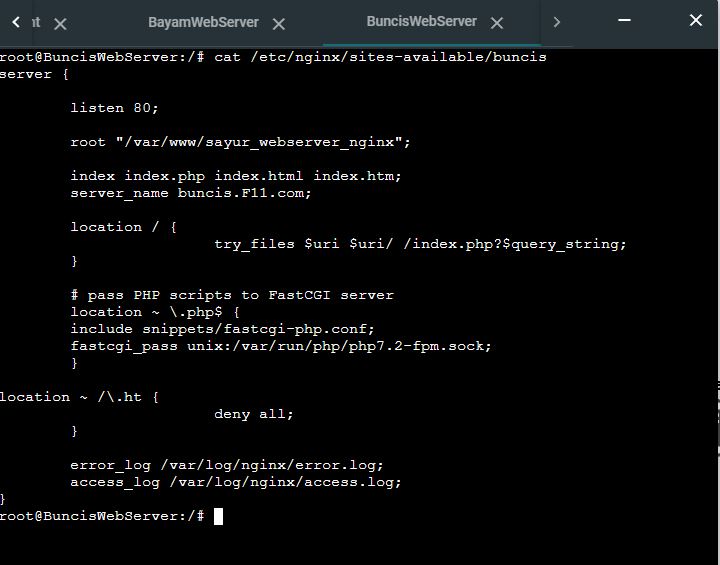 nt
BayamWebServer
BuncisWebServer
root@BuncisWebServer:/# cat /etc/nginx/sites-available/buncis
server {
listen 80;
root "/var/www/sayur_webserver_nginx";
index index.php index.html index.htm;
server_name buncis.F11.com;
location / {
try_files $uri $uri/ /index.php?$query_string;
}
# pass PHP scripts to FastCGI server
location ~ \.php$ {
include snippets/fastcgi-php.conf;
fastcgi_pass unix:/var/run/php/php7.2-fpm.sock;
}
location ~ /\.ht {
deny all;
}
error_log /var/log/nginx/error.log;
access_log /var/log/nginx/access.log;
}
root@BuncisWebServer:/#